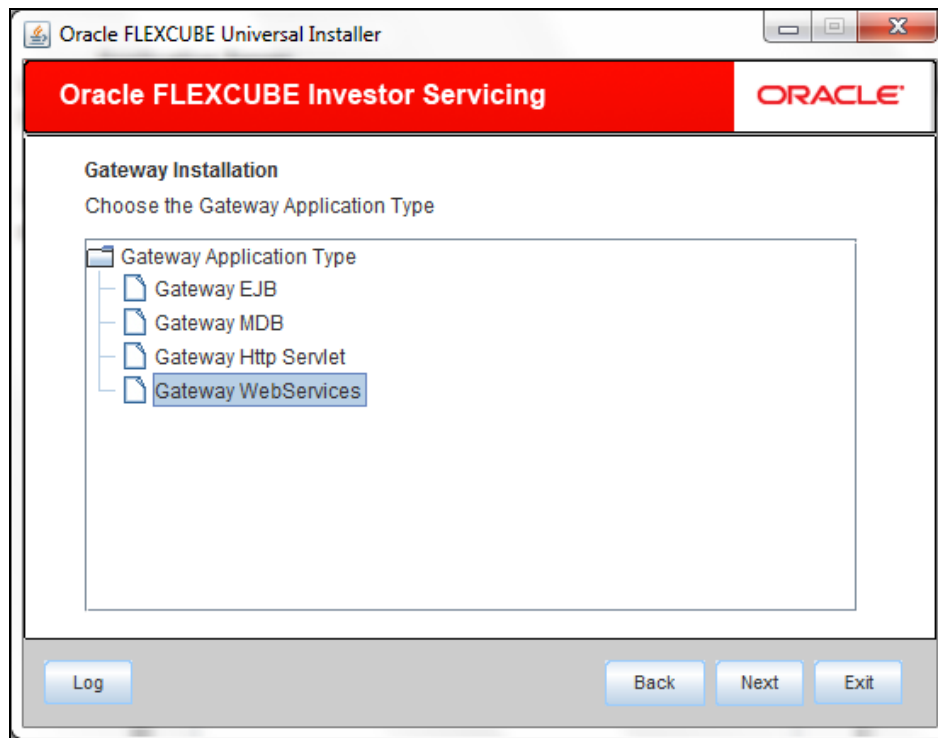 Oracle FLEXCUBE Universal Installer
Oracle FLEXCUBE Investor Servicing
ORACLE
Gateway Installation
Choose the Gateway Application Type
Gateway Application Type
Gateway EJB
Gateway MDB
Gateway Http Servlet
Gateway WebServices
Log Back Next Exit